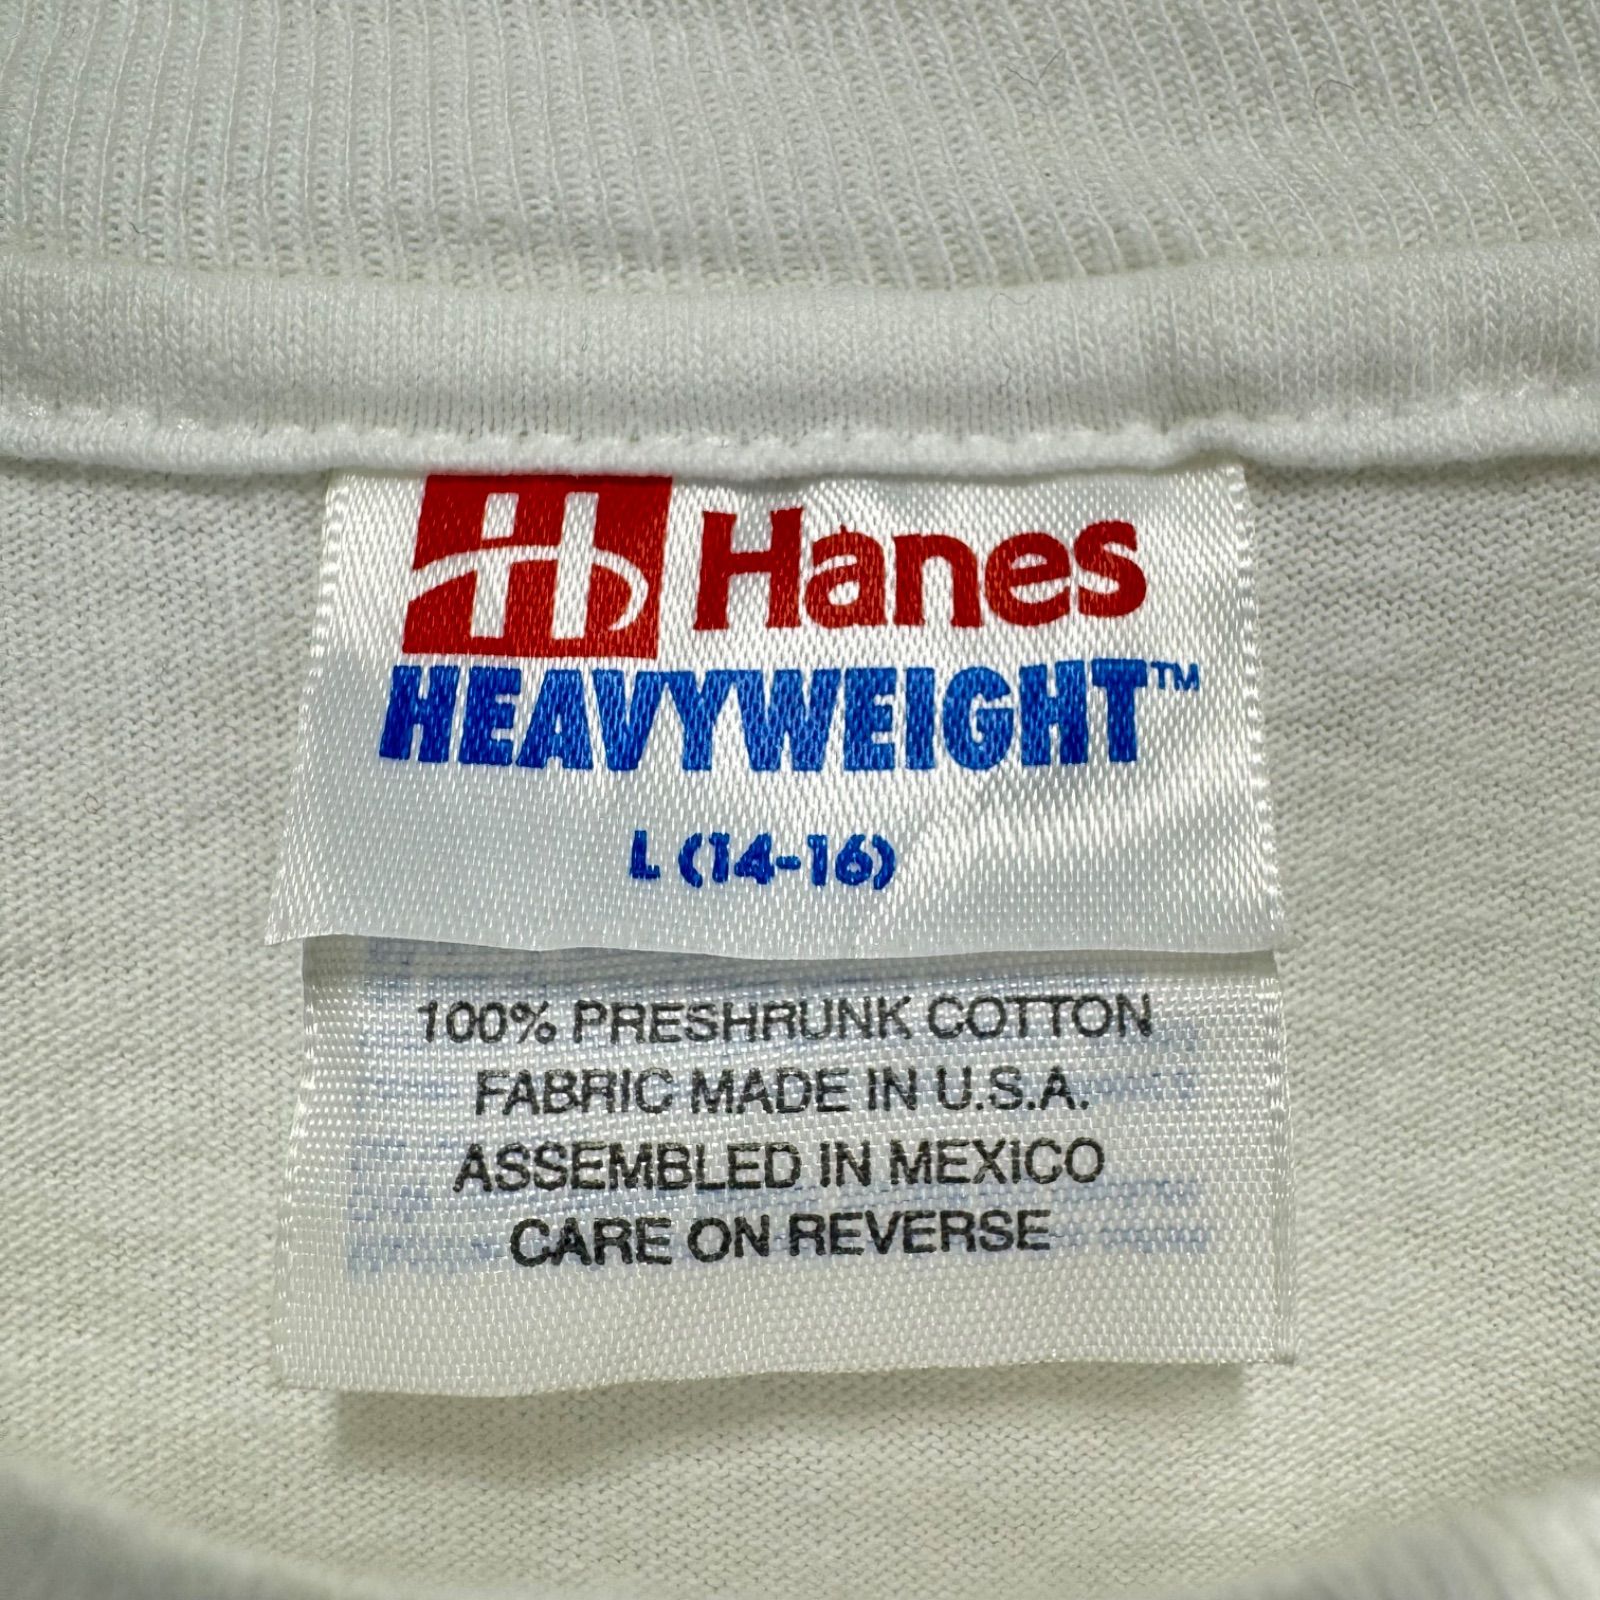 Hanes
HEAVYWEIGHT™
L (14-16)
100% PRESHRUNK COTTON
FABRIC MADE IN U.S.A.
ASSEMBLED IN MEXICO
CARE ON REVERSE